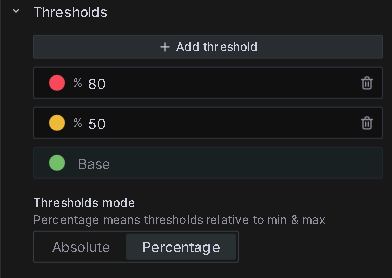 Thresholds
+ Add threshold
% 80
% 50
Base
Thresholds mode
Percentage means thresholds relative to min & max
Absolute Percentage